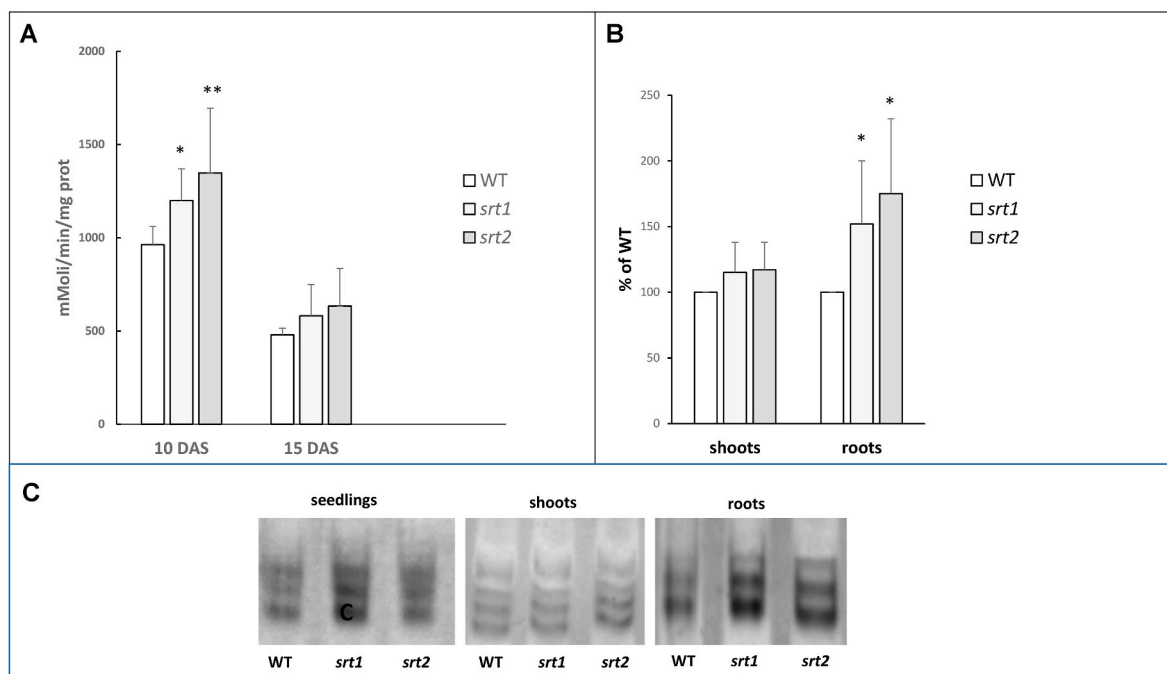 A
mMoli/min/mg prot
2000
1500
1000
500
0
*
**
10 DAS
15 DAS
WT
srt1
srt2
B
% of WT
250
200
150
100
50
0
*
*
shoots
roots
WT
srt1
srt2
C
seedlings
shoots
roots
C
WT
srt1
srt2
WT
srt1
srt2
WT
srt1
srt2